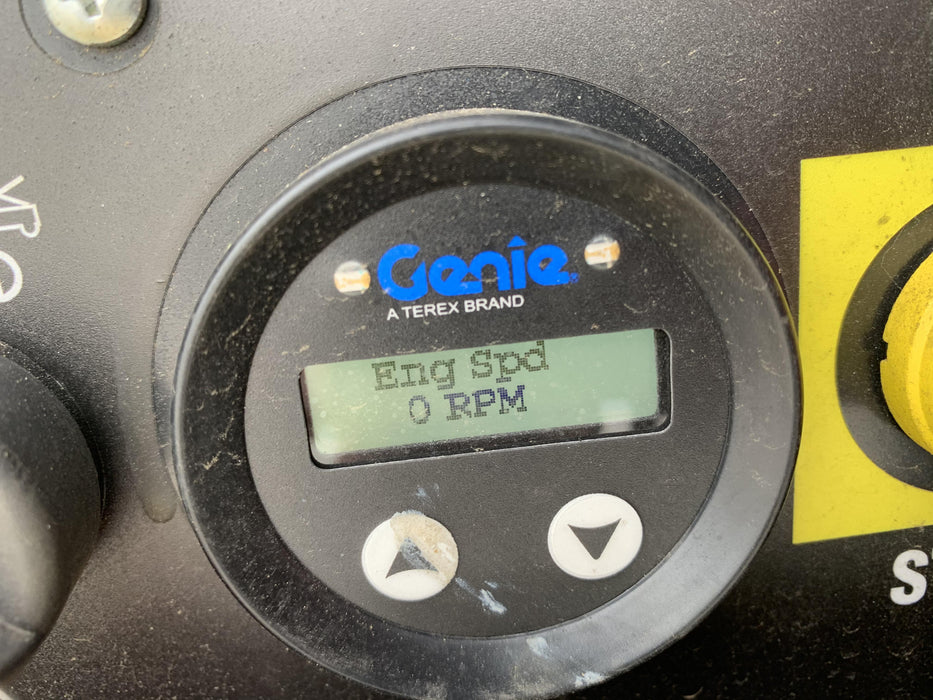 Genie
A TEREX BRAND
Eng Spd
0 RPM